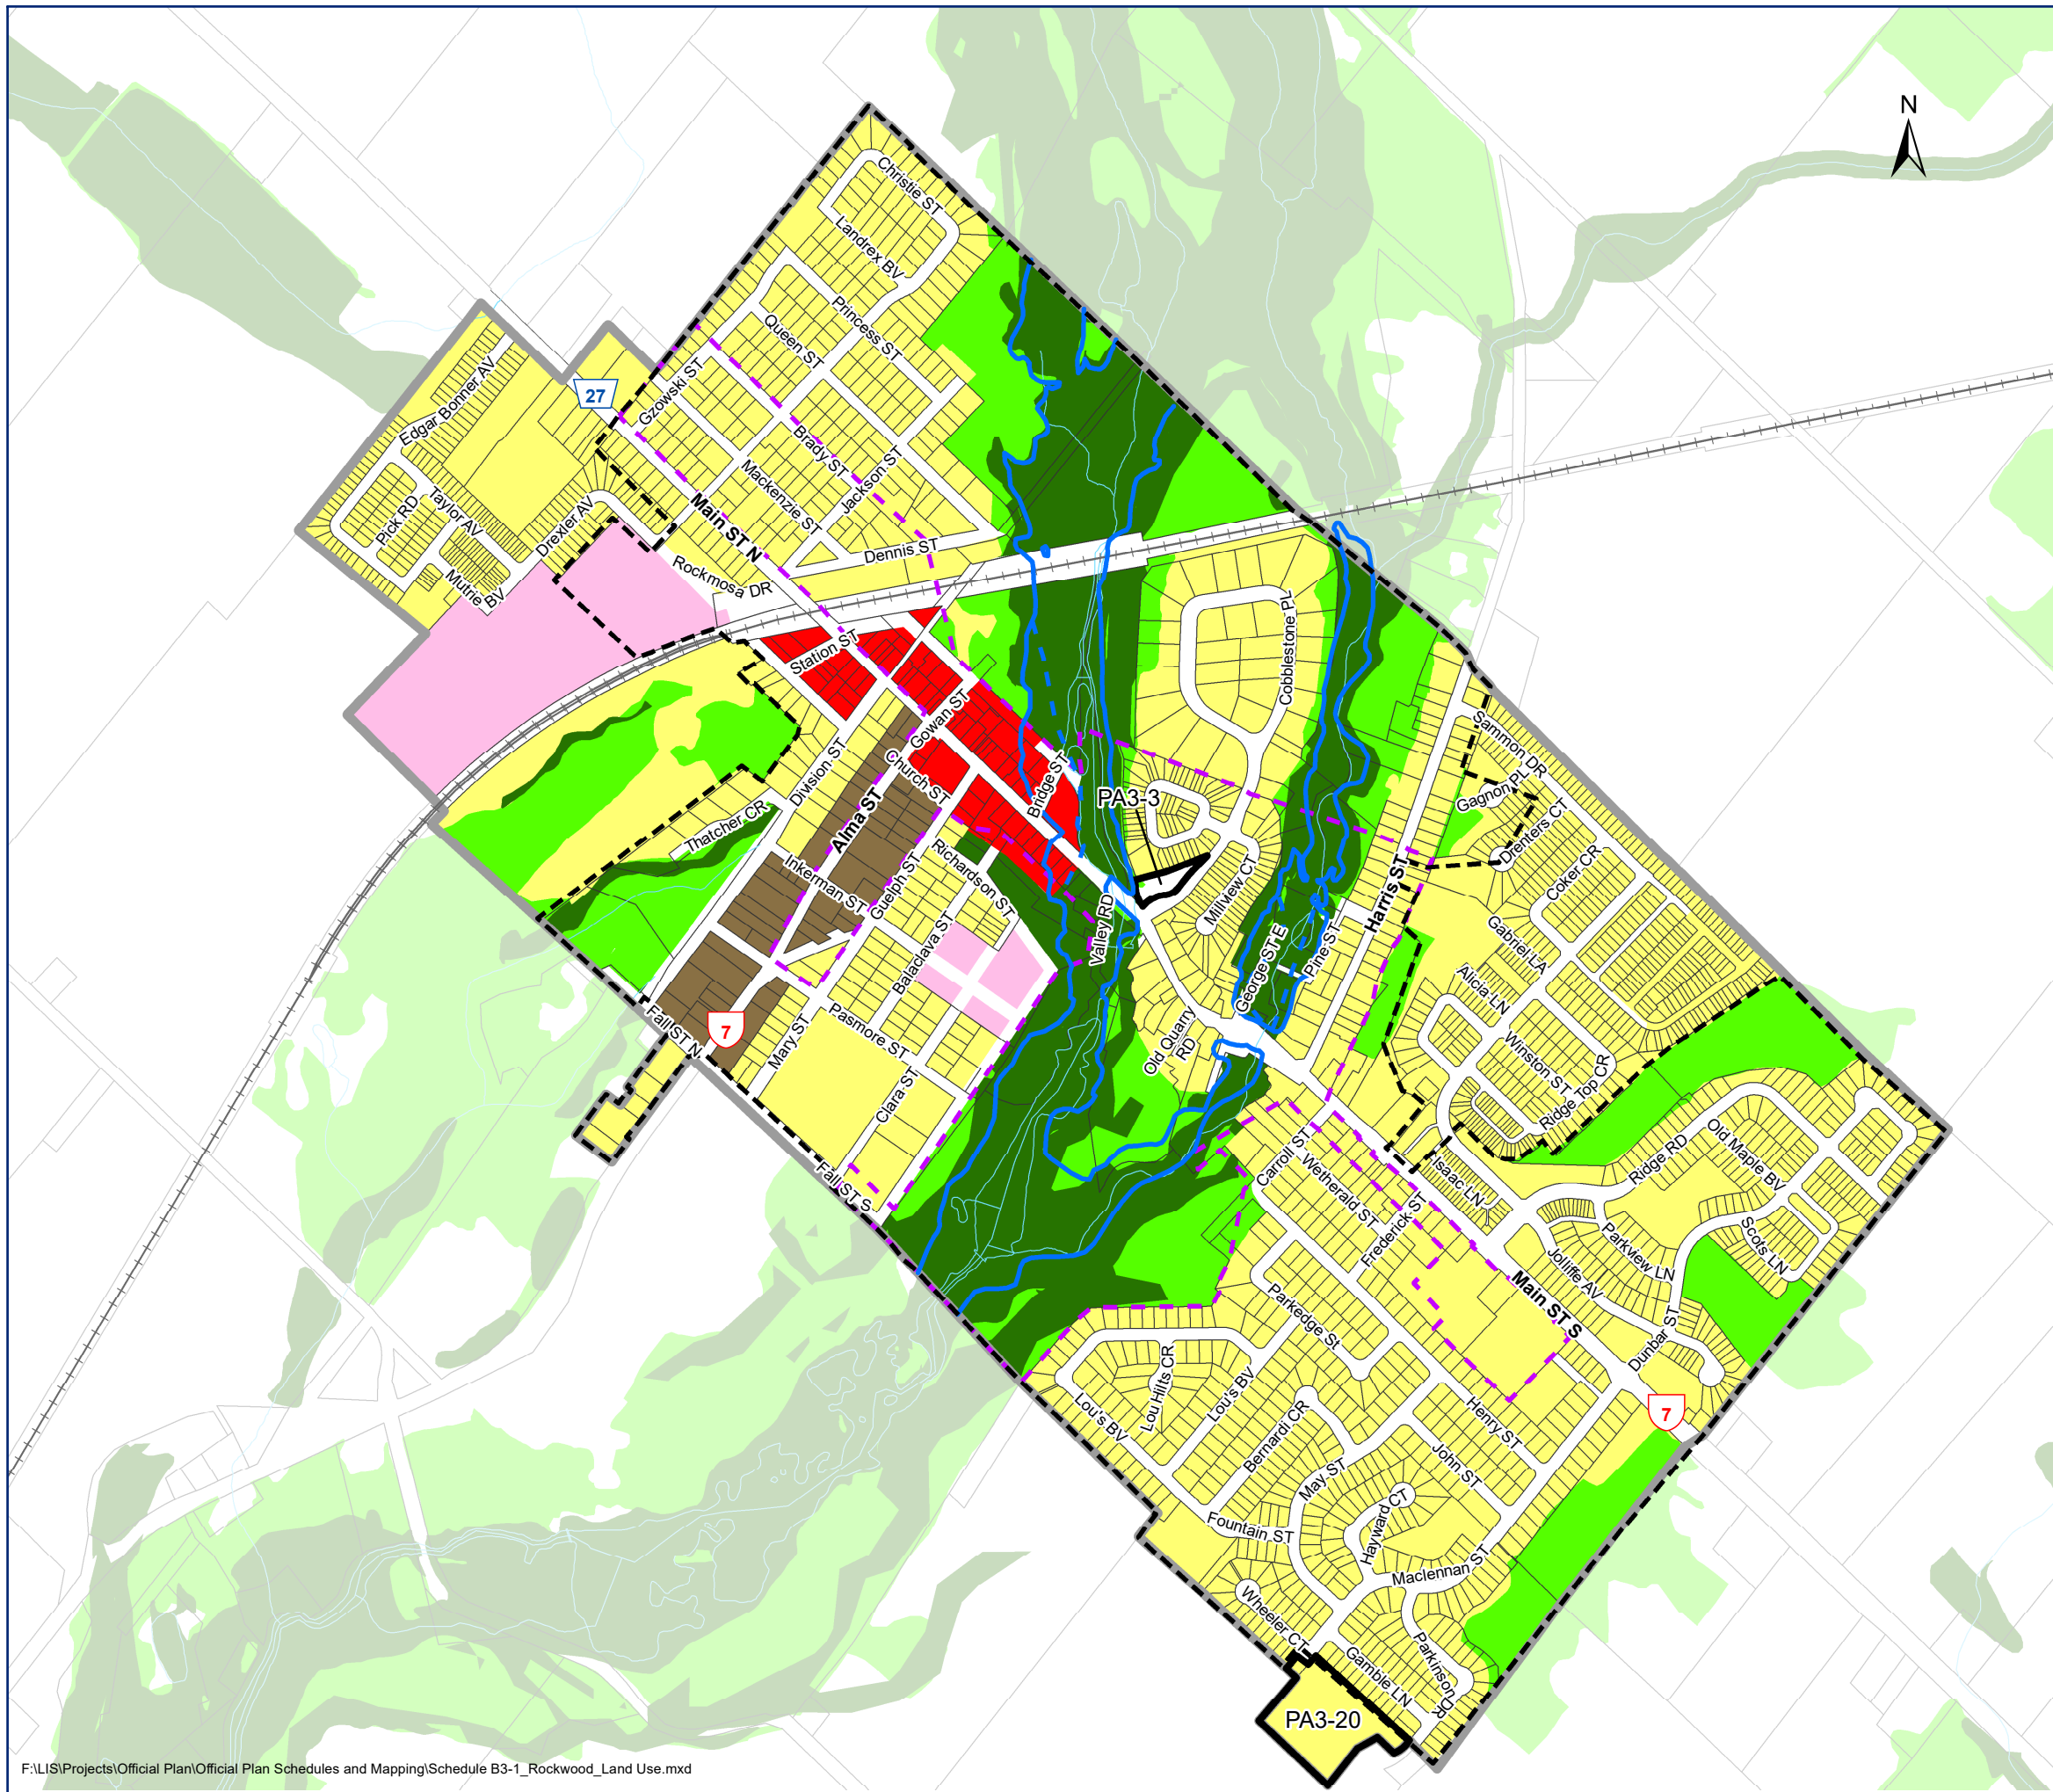 N
Christie ST
Landrex BV
Princess ST
Queen ST
Gzowski ST
Edgar Bonner AV
27
Brady ST
Jackson ST
Mackenzie ST
Main ST N
Pick RD
Taylor AV
Drexler AV
Dennis ST
Rockmosa DR
Mutrie BV
Cobblestone PL
Station ST
Gowan ST
Sammon DR
Division ST
Church ST
Bridge ST
PA3-3
Gagnon PL
Alma ST
Thatcher CR
Drenters CT
Inkerman ST
Guelph ST
Richardson ST
Millview CT
Harris ST
Coker CR
Valley RD
Balaclava ST
George ST E
Pine ST
Gabriel LA
Alicia LN
Fall ST N
7
Mary ST
Pasmore ST
Old Quarry
RD
Winston ST
Ridge Top CR
Clara ST
Carroll ST
Wetherald ST
Isaac LN
Ridge RD
Old Maple BV
Fall ST S
Frederick ST
Parkview LN
Scots LN
Jolliffe AV
Main ST S
Parkedge St
Dunbar ST
Lou Hilts CR
Lou's BV
Lou's BV
Bernardi CR
Henry ST
7
John ST
May ST
Hayward CT
Fountain ST
Maclennan ST
Wheeler CT
Gamble LN
Parkinson DR
PA3-20
F:\LIS\Projects\Official Plan\Official Plan Schedules and Mapping\Schedule B3-1_Rockwood_Land Use.mxd